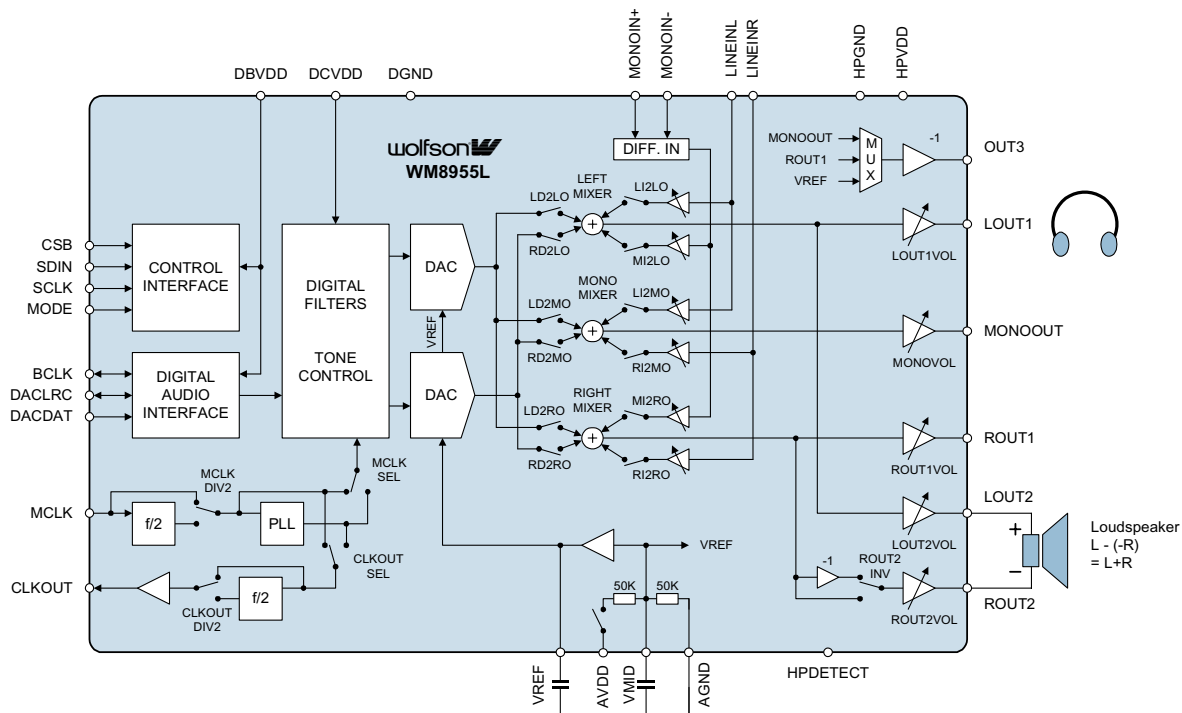 MONOIN+
MONOIN-
LINEINL
LINEINR
HPGND
HPVDD
DBVDD
DCVDD
DGND
wolfson
WM8955L
DIFF. IN
MONOOUT
ROUT1
VREF
M
U
X
-1
OUT3
LEFT
MIXER
LD2LO
RD2LO
LI2LO
MI2LO
LOUT1VOL
LOUT1
CSB
SDIN
SCLK
MODE
CONTROL
INTERFACE
DIGITAL
FILTERS
TONE
CONTROL
DAC
VREF
DAC
MONO
MIXER
LD2MO
RD2MO
LI2MO
RI2MO
MONOVOL
MONOOUT
BCLK
DACLRC
DACDAT
DIGITAL
AUDIO
INTERFACE
RIGHT
MIXER
LD2RO
RD2RO
MI2RO
RI2RO
ROUT1VOL
ROUT1
MCLK
f/2
MCLK
DIV2
PLL
MCLK
SEL
CLKOUT
SEL
CLKOUT
CLKOUT
DIV2
f/2
VREF
50K
50K
LOUT2VOL
LOUT2
-1
ROUT2
INV
ROUT2VOL
ROUT2
+
–
Loudspeaker
L - (-R)
= L+R
VREF
AVDD
VMID
AGND
HPDETECT